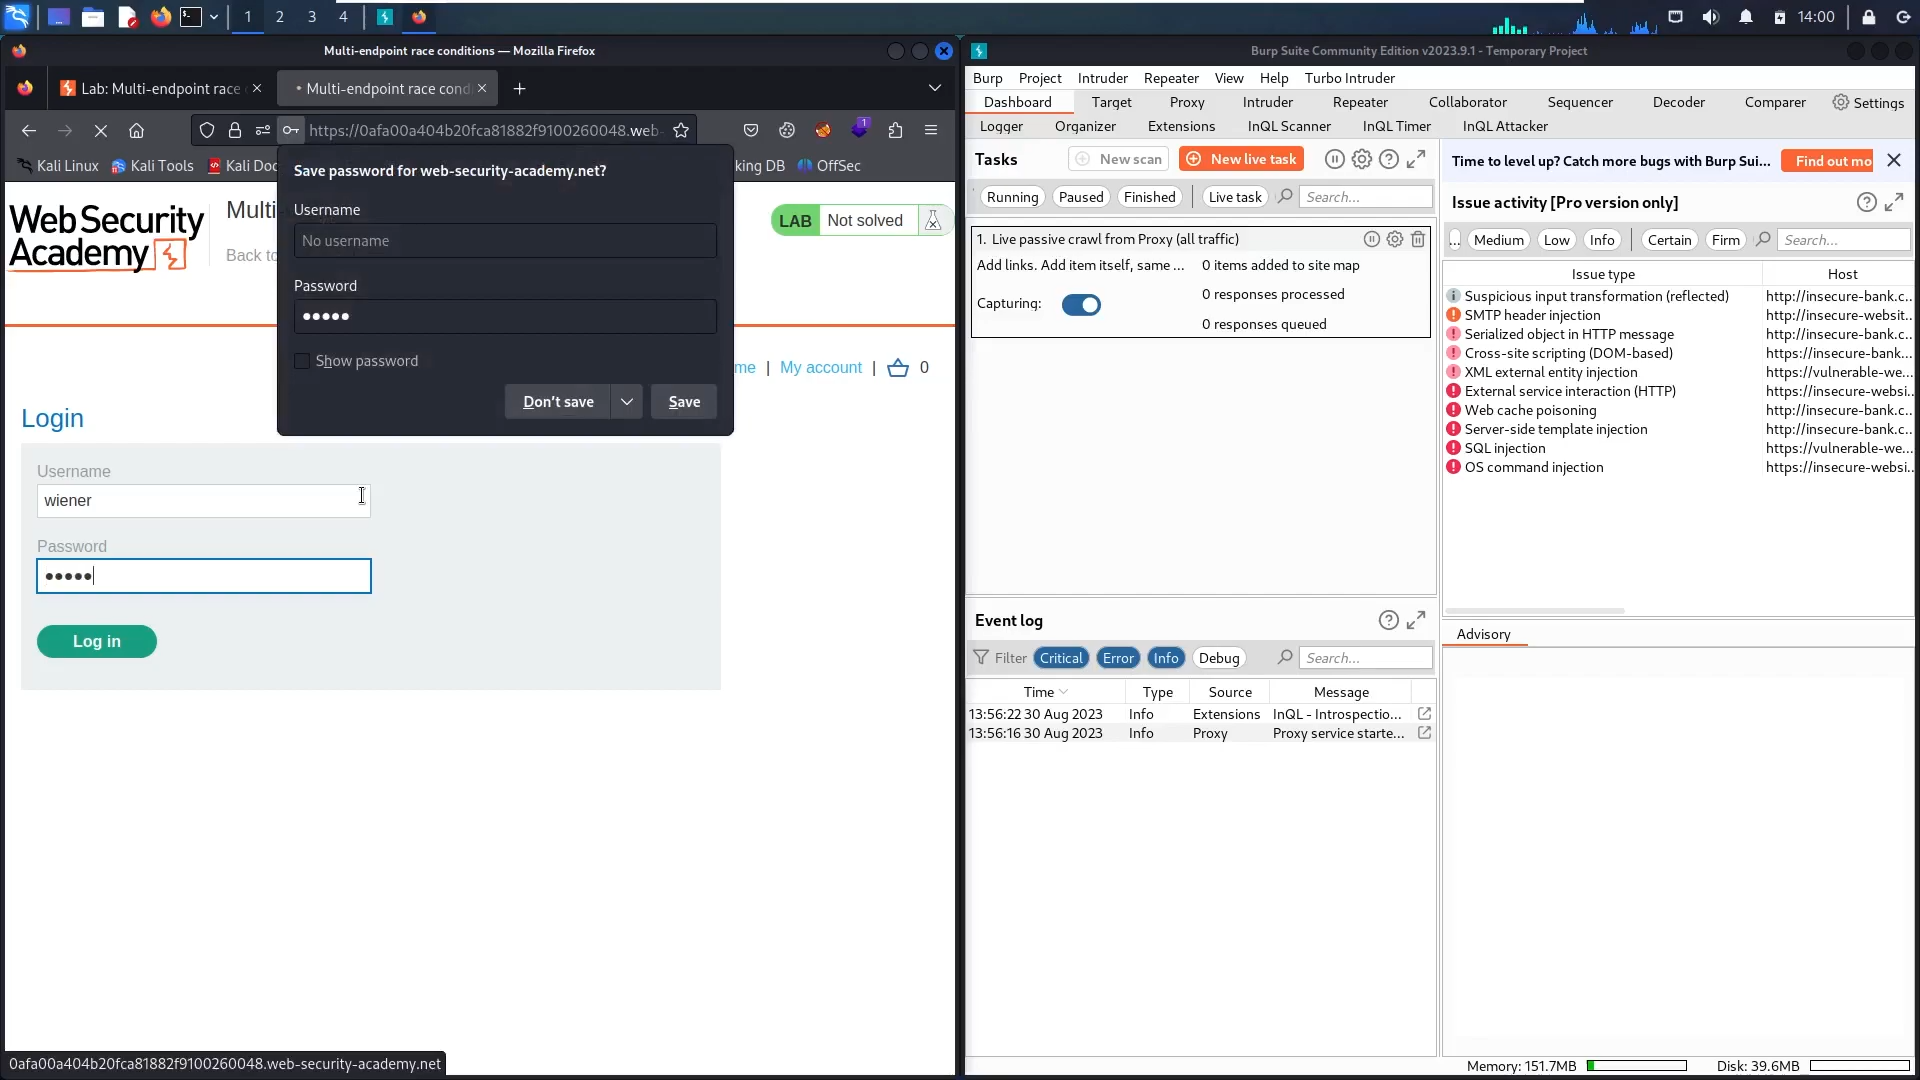 1 2 3 4
14:00
Multi-endpoint race conditions — Mozilla Firefox
Lab: Multi-endpoint race
Multi-endpoint race cond
https://0afa00a404b20fca81882f9100260048.web-
1
Kali Linux
Kali Tools
Kali Doc
king DB
OffSec
Save password for web-security-academy.net?
Username
No username
Password
●●●●●
Show password
Don't save
Save
WebSecurity
Academy
Multi
Back to
LAB
Not solved
me | My account | 0
Login
Username
wiener
Password
●●●●●
Log in
0afa00a404b20fca81882f9100260048.web-security-academy.net
Burp Suite Community Edition v2023.9.1 - Temporary Project
Burp Project Intruder Repeater View Help Turbo Intruder
Dashboard Target Proxy Intruder Repeater Collaborator Sequencer Decoder Comparer Settings
Logger Organizer Extensions InQL Scanner InQL Timer InQL Attacker
Tasks
New scan
New live task
Running Paused Finished Live task Search...
1. Live passive crawl from Proxy (all traffic)
Add links. Add item itself, same ...
0 items added to site map
0 responses processed
Capturing:
0 responses queued
Event log
Filter Critical Error Info Debug Search...
Time Type Source Message
13:56:22 30 Aug 2023 Info Extensions InQL - Introspectio...
13:56:16 30 Aug 2023 Info Proxy Proxy service starte...
Time to level up? Catch more bugs with Burp Sui...
Find out mo
Issue activity [Pro version only]
... Medium Low Info Certain Firm Search...
Issue type Host
Suspicious input transformation (reflected) http://insecure-bank.c...
SMTP header injection http://insecure-websit...
Serialized object in HTTP message http://insecure-bank.c...
Cross-site scripting (DOM-based) https://insecure-bank...
XML external entity injection https://vulnerable-we...
External service interaction (HTTP) https://insecure-websi...
Web cache poisoning http://insecure-bank.c...
Server-side template injection http://insecure-bank.c...
SQL injection https://vulnerable-we...
OS command injection https://insecure-websi...
Advisory
Memory: 151.7MB
Disk: 39.6MB